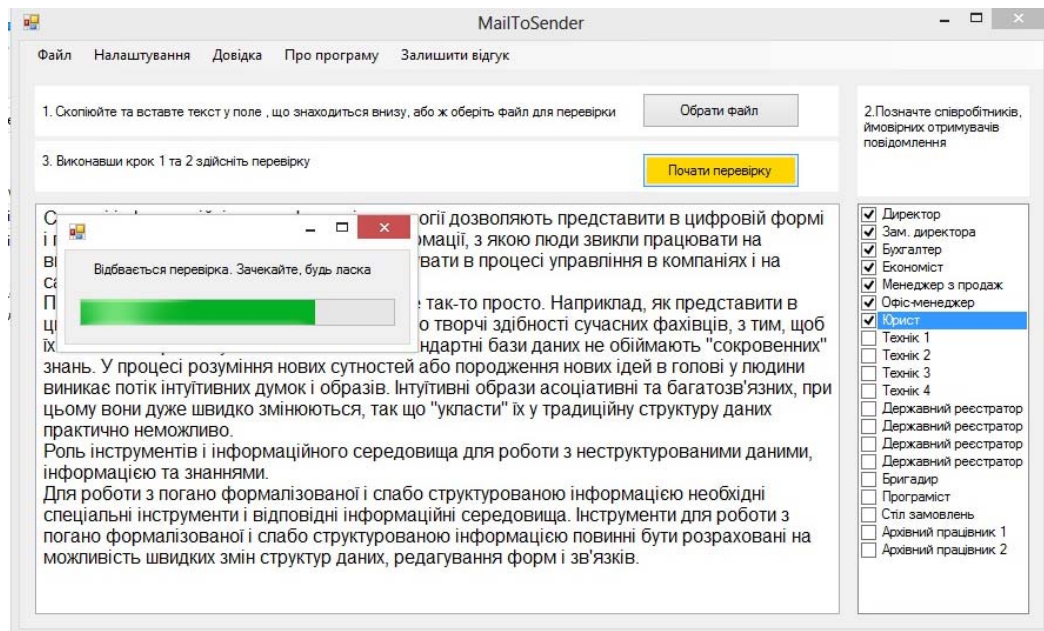 MailToSender
Файл Налаштування Довідка Про програму Залишити відгук
1. Скопіюйте та вставте текст у поле , що знаходиться внизу, або ж оберіть файл для перевірки
Обрати файл
2.Позначте співробітників,
ймовірних отримувачів
повідомлення
3. Виконавши крок 1 та 2 здійсніть перевірку
Почати перевірку
Відбвається перевірка. Зачекайте, будь ласка
дозволяють представити в цифровій формі
і з якою люди звикли працювати на
в процесі управління в компаніях і на
так-то просто. Наприклад, як представити в
творчі здібності сучасних фахівців, з тим, щоб
бази даних не обіймають "сокровенних"
знань. У процесі розуміння нових сутностей або породження нових ідей в голові у людини
виникає потік інтуїтивних думок і образів. Інтуїтивні образи асоціативні та багатозв'язних, при
цьому вони дуже швидко змінюються, так що "укласти" їх у традиційну структуру даних
практично неможливо.
Роль інструментів і інформаційного середовища для роботи з неструктурованими даними,
інформацією та знаннями.
Для роботи з погано формалізованої і слабо структурованою інформацією необхідні
спеціальні інструменти і відповідні інформаційні середовища. Інструменти для роботи з
погано формалізованої і слабо структурованою інформацією повинні бути розраховані на
можливість швидких змін структур даних, редагування форм і зв'язків.
Директор
Зам. директора
Бухгалтер
Економіст
Менеджер з продаж
Офіс-менеджер
Юрист
Технік 1
Технік 2
Технік 3
Технік 4
Державний реєстратор
Державний реєстратор
Державний реєстратор
Державний реєстратор
Бригадир
Програміст
Стіл замовлень
Архівний працівник 1
Архівний працівник 2